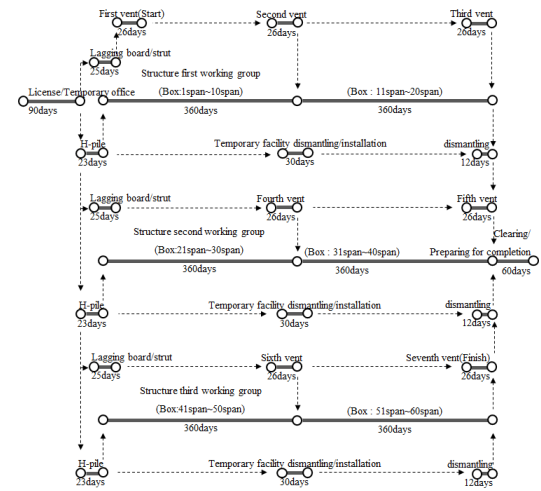 First vent(Start) Second vent Third vent
26days 26days 26days
Lagging board/strut
25days Structure first working group
License/Temporary office (Box:1span~10span) (Box : 11span~20span)
90days 360days 360days
H-pile Temporary facility dismantling/installation dismantling
23days 30days 12days
Lagging board/strut Fourth vent Fifth vent
25days 26days 26days
Structure second working group Clearing/
(Box:21span~30span) (Box : 31span~40span) Preparing for completion
360days 360days 60days
H-pile Temporary facility dismantling/installation dismantling
23days 30days 12days
Lagging board/strut Sixth vent Seventh vent(Finish)
25days 26days 26days
Structure third working group
(Box:41span~50span) (Box : 51span~60span)
360days 360days
H-pile Temporary facility dismantling/installation dismantling
23days 30days 12days